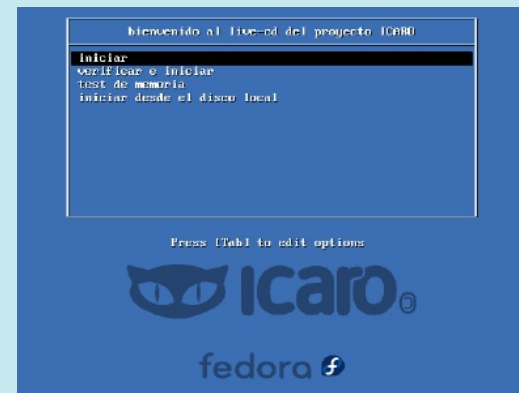 bienvenido al live-cd del proyecto ICARO
iniciar
verificar e iniciar
test de memoria
iniciar desde el disco local
Press [Tab] to edit options
icaro
fedora